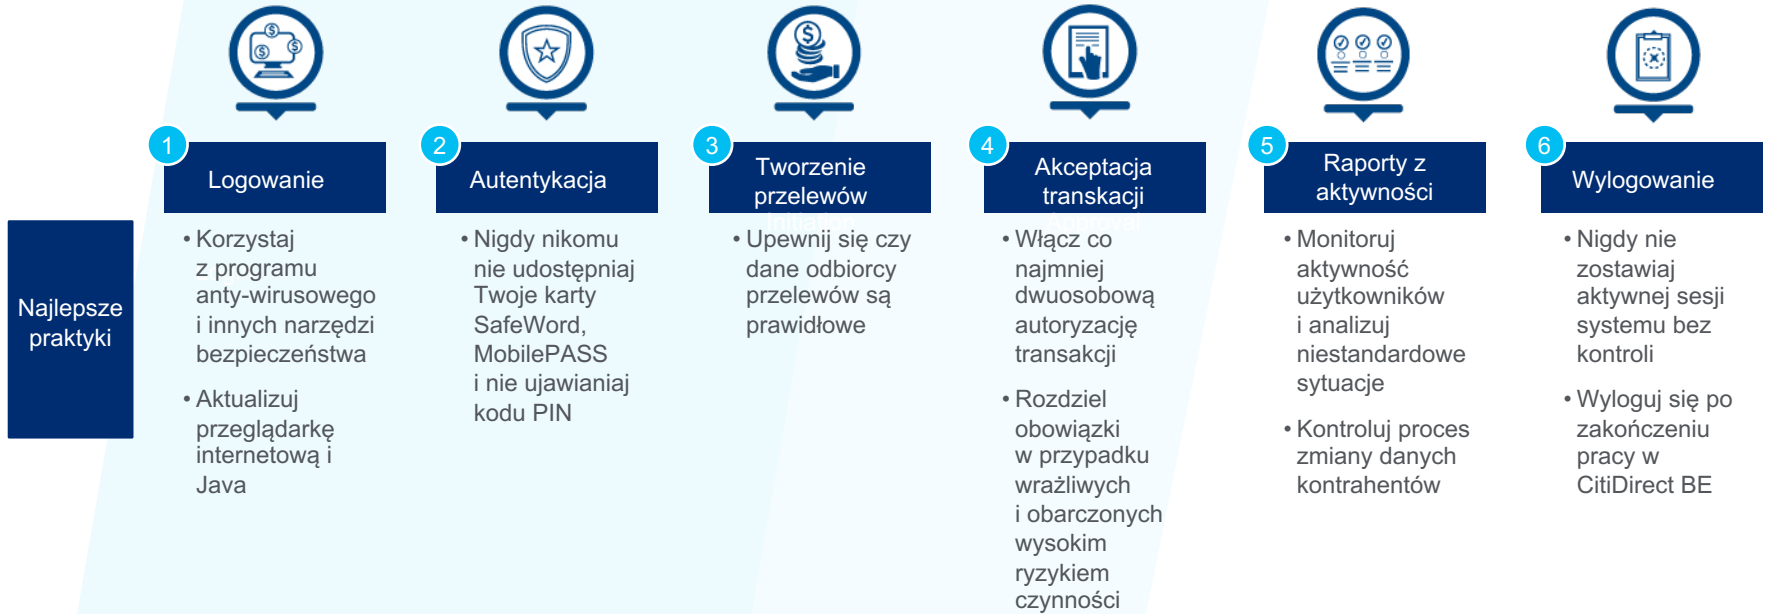 1
Logowanie
2
Autentykacja
3
Tworzenie
przelewów
Initiation
4
Akceptacja
transkacji
Approval
5
Raporty z
aktywności
6
Wylogowanie
Najlepsze
praktyki
• Korzystaj
z programu
anty-wirusowego
i innych narzędzi
bezpieczeństwa
• Aktualizuj
przeglądarkę
internetową i
Java
• Nigdy nikomu
nie udostępniaj
Twoje karty
SafeWord,
MobilePASS
i nie ujawianiaj
kodu PIN
• Upewnij się czy
dane odbiorcy
przelewów są
prawidłowe
• Włącz co
najmniej
dwuosobową
autoryzację
transakcji
• Rozdziel
obowiązki
w przypadku
wrażliwych
i obarczonych
wysokim
ryzykiem
czynności
• Monitoruj
aktywność
użytkowników
i analizuj
niestandardowe
sytuacje
• Kontroluj proces
zmiany danych
kontrahentów
• Nigdy nie
zostawiaj
aktywnej sesji
systemu bez
kontroli
• Wyloguj się po
zakończeniu
pracy w
CitiDirect BE